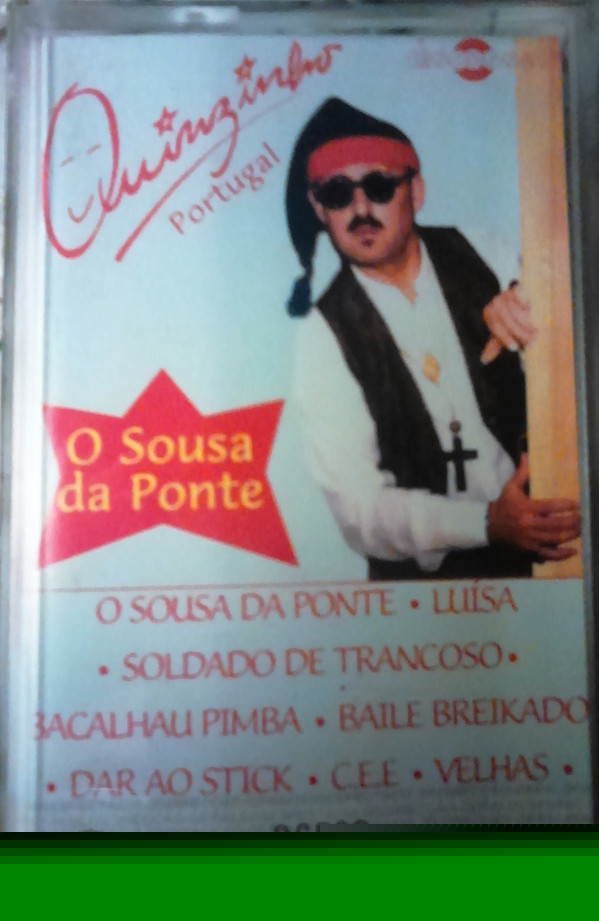 Quinzinho
Portugal
O Sousa
da Ponte
O SOUSA DA PONTE • LUÍSA
• SOLDADO DE TRANCOSO •
BACALHAU PIMBA • BAILE BREIKADO
• DAR AO STICK • C.E.E • VELHAS •